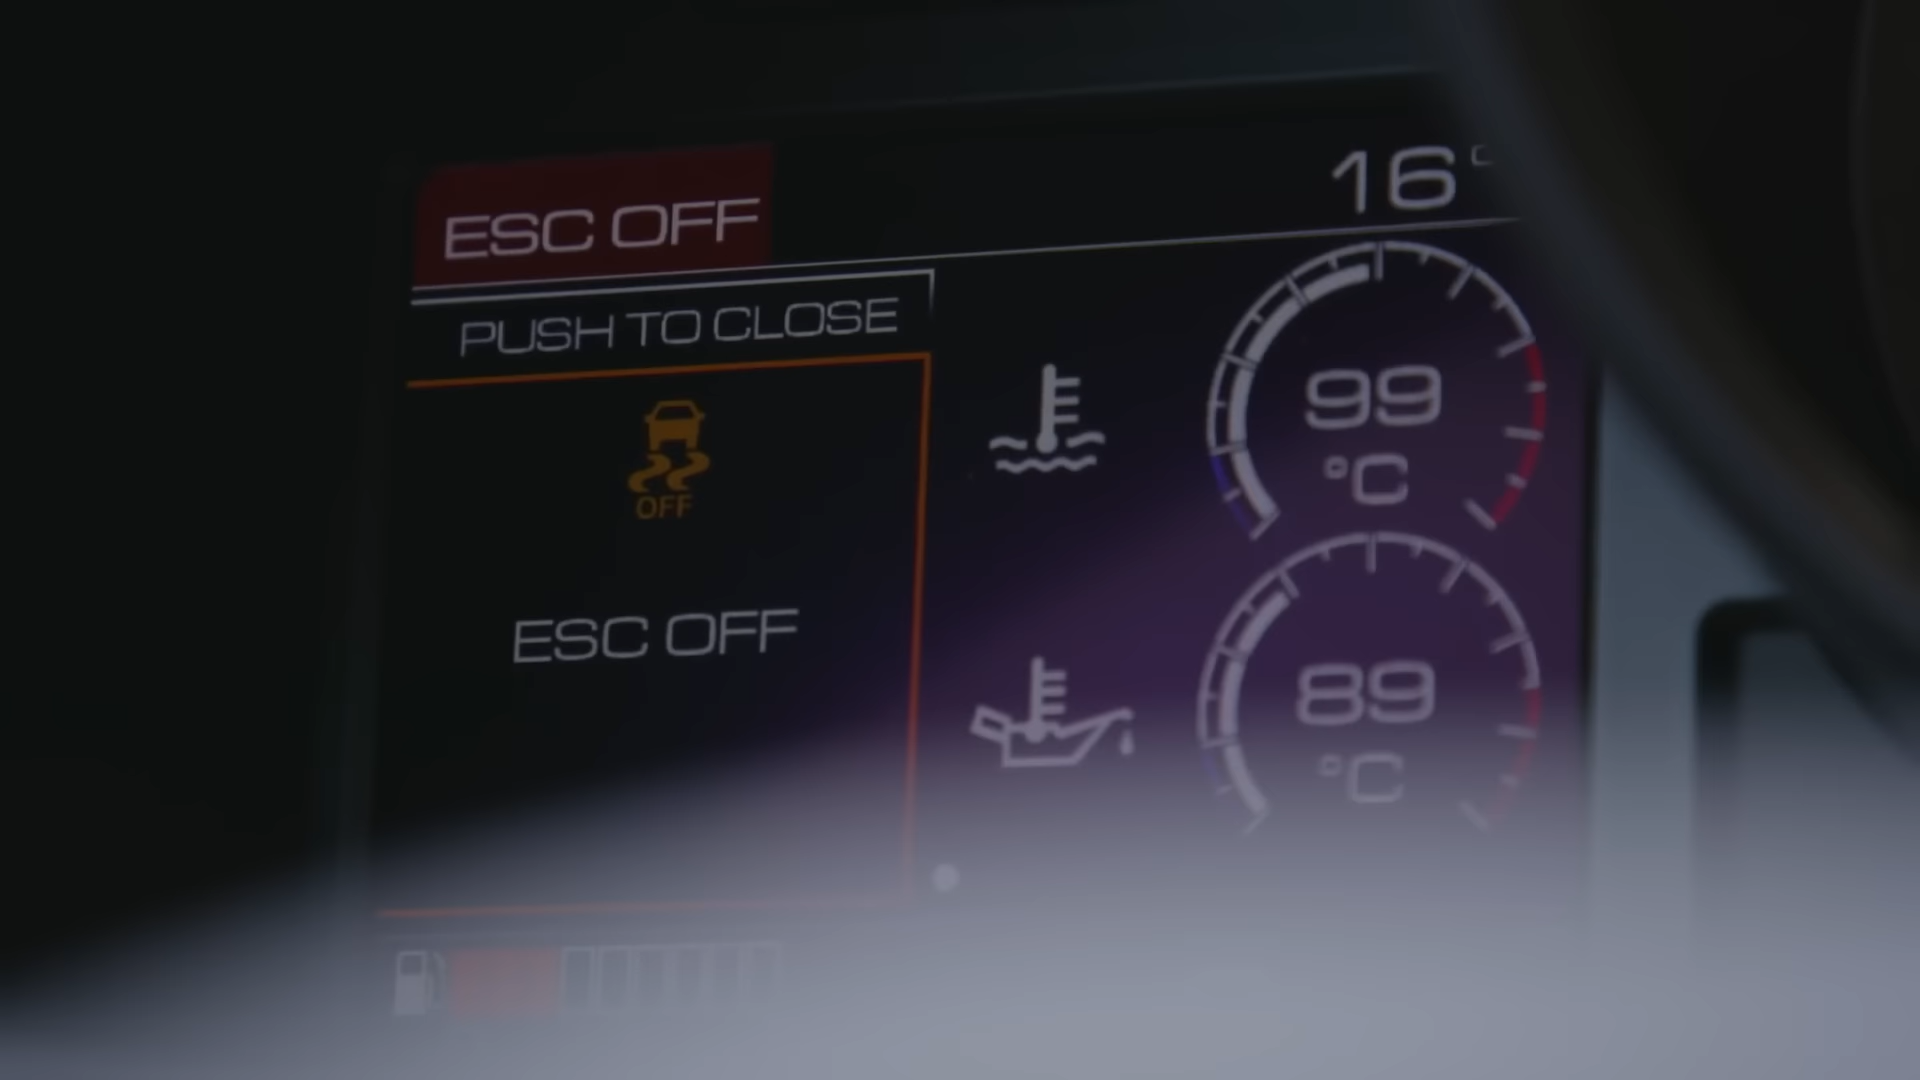 ESC OFF
16 °
PUSH TO CLOSE
OFF
ESC OFF
99
°C
89
°C